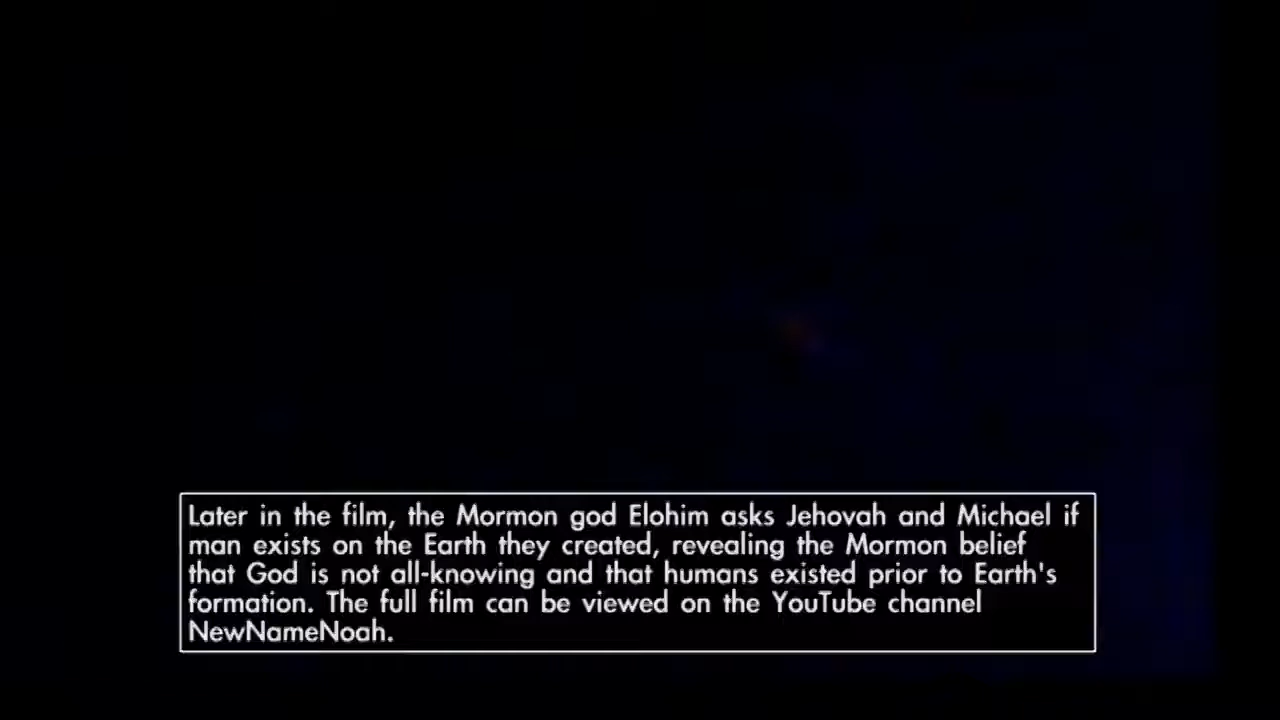 Later in the film, the Mormon god Elohim asks Jehovah and Michael if
man exists on the Earth they created, revealing the Mormon belief
that God is not all-knowing and that humans existed prior to Earth's
formation. The full film can be viewed on the YouTube channel
NewNameNoah.